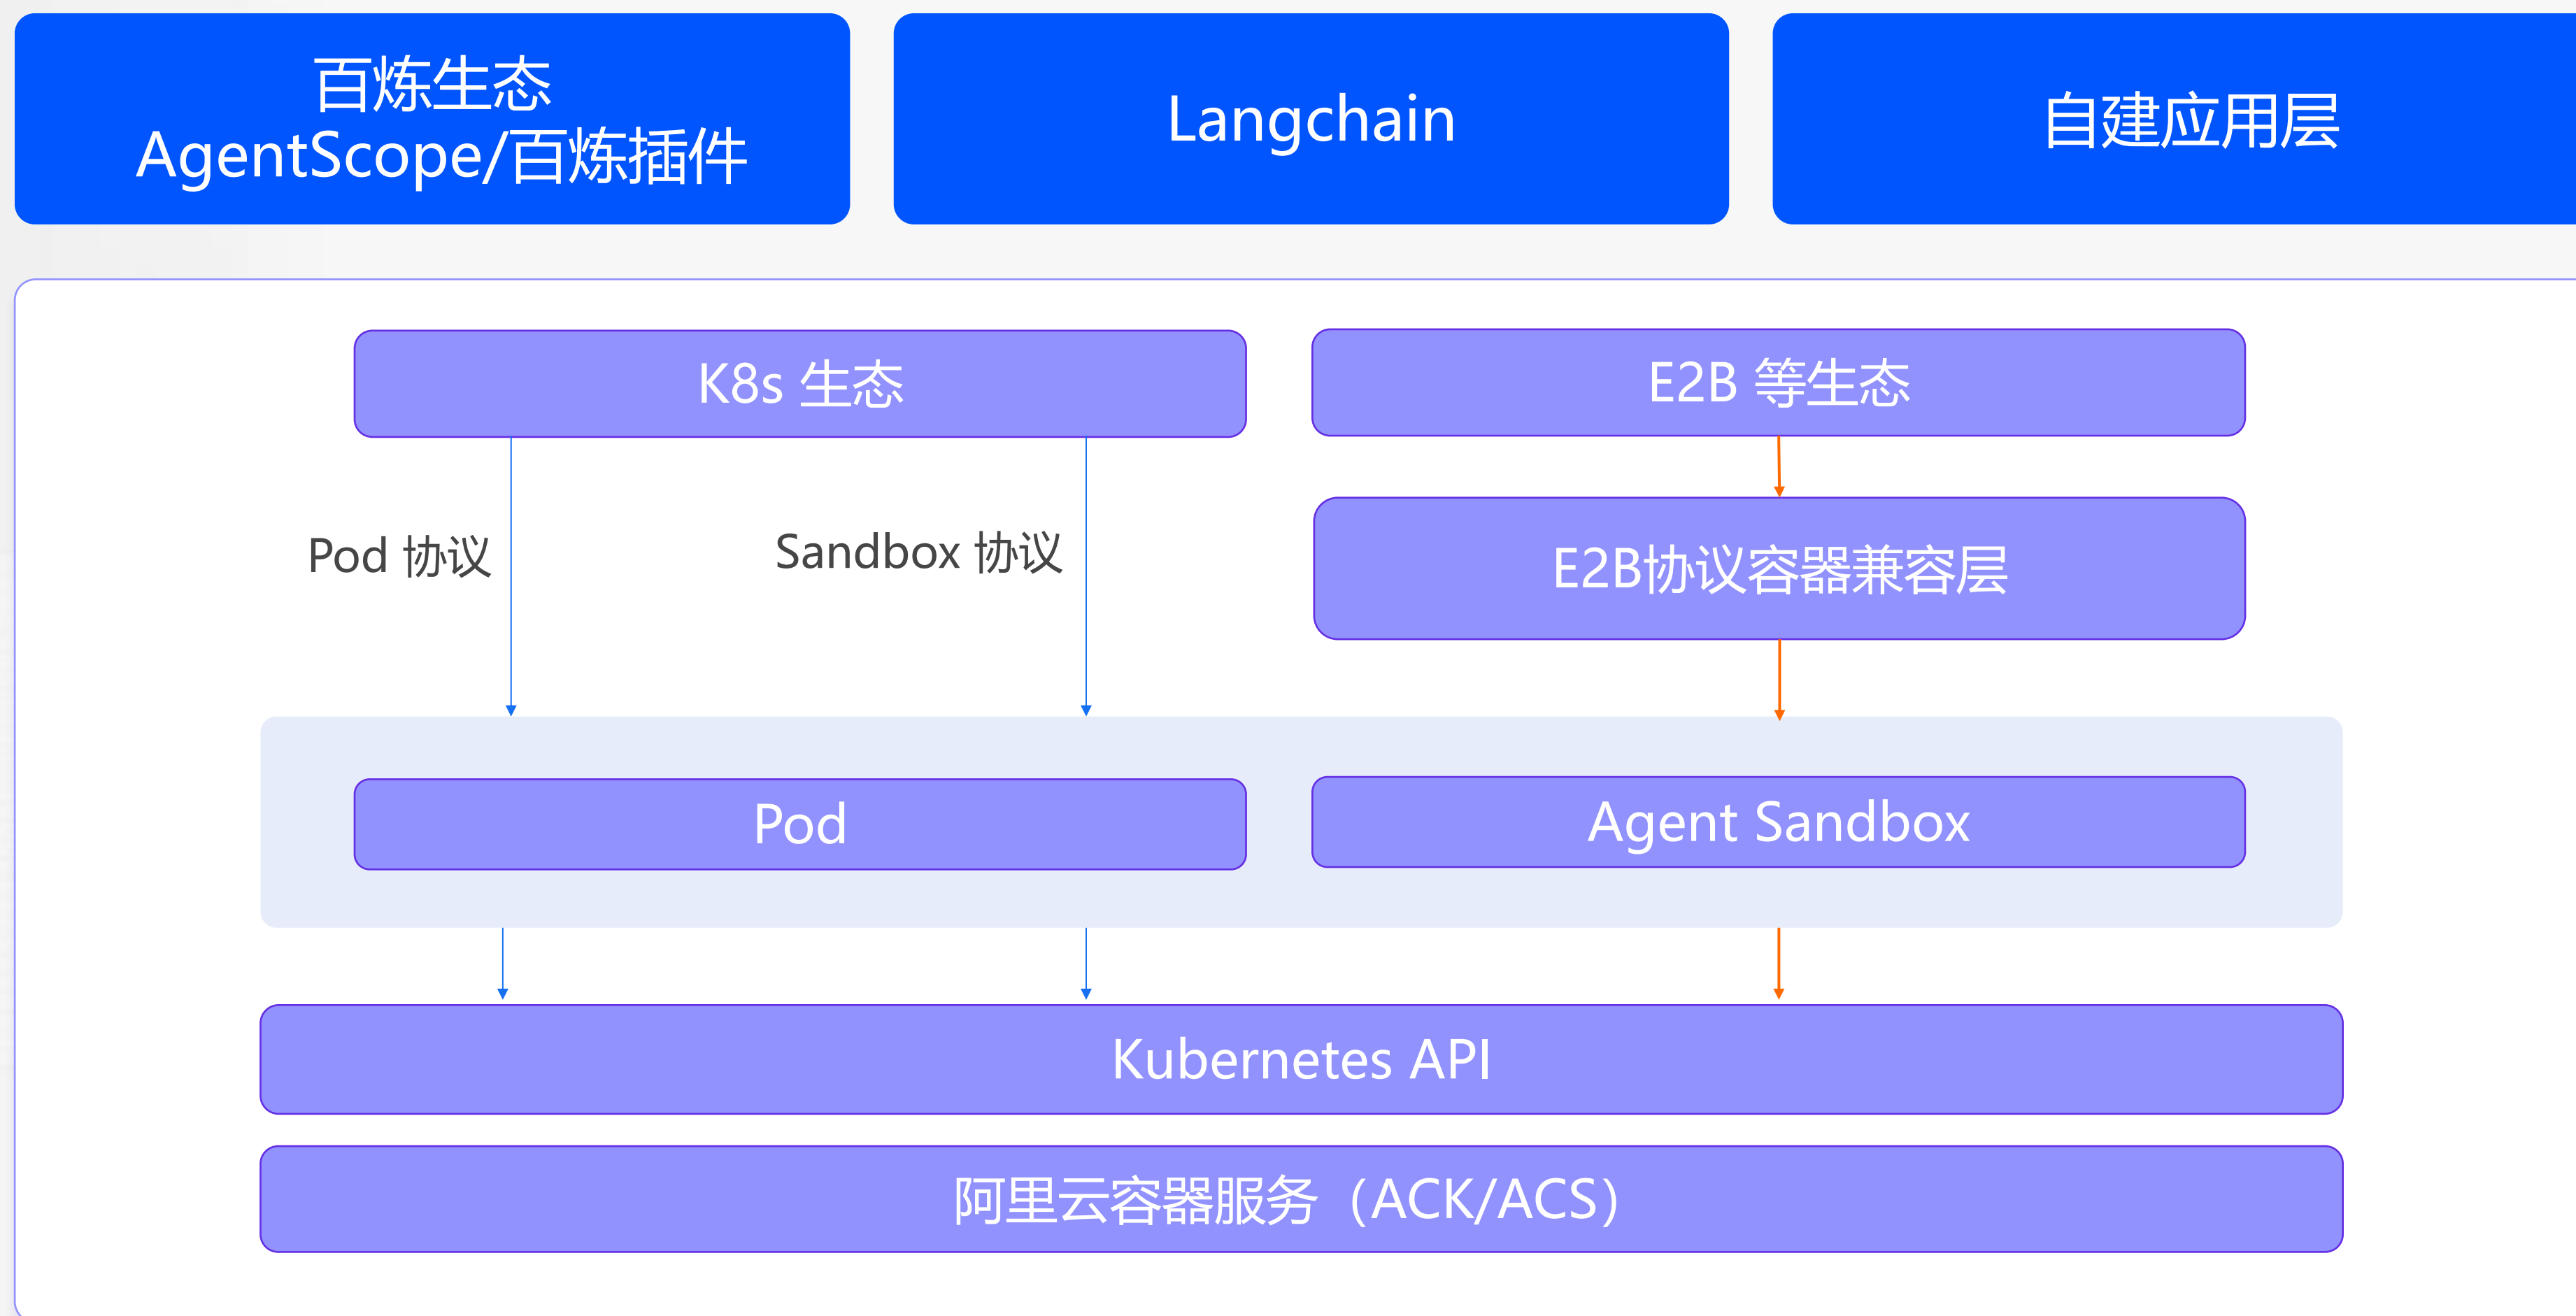 百炼生态
AgentScope/百炼插件
Langchain
自建应用层
K8s 生态
E2B 等生态
Pod 协议
Sandbox 协议
E2B协议容器兼容层
Pod
Agent Sandbox
Kubernetes API
阿里云容器服务（ACK/ACS）